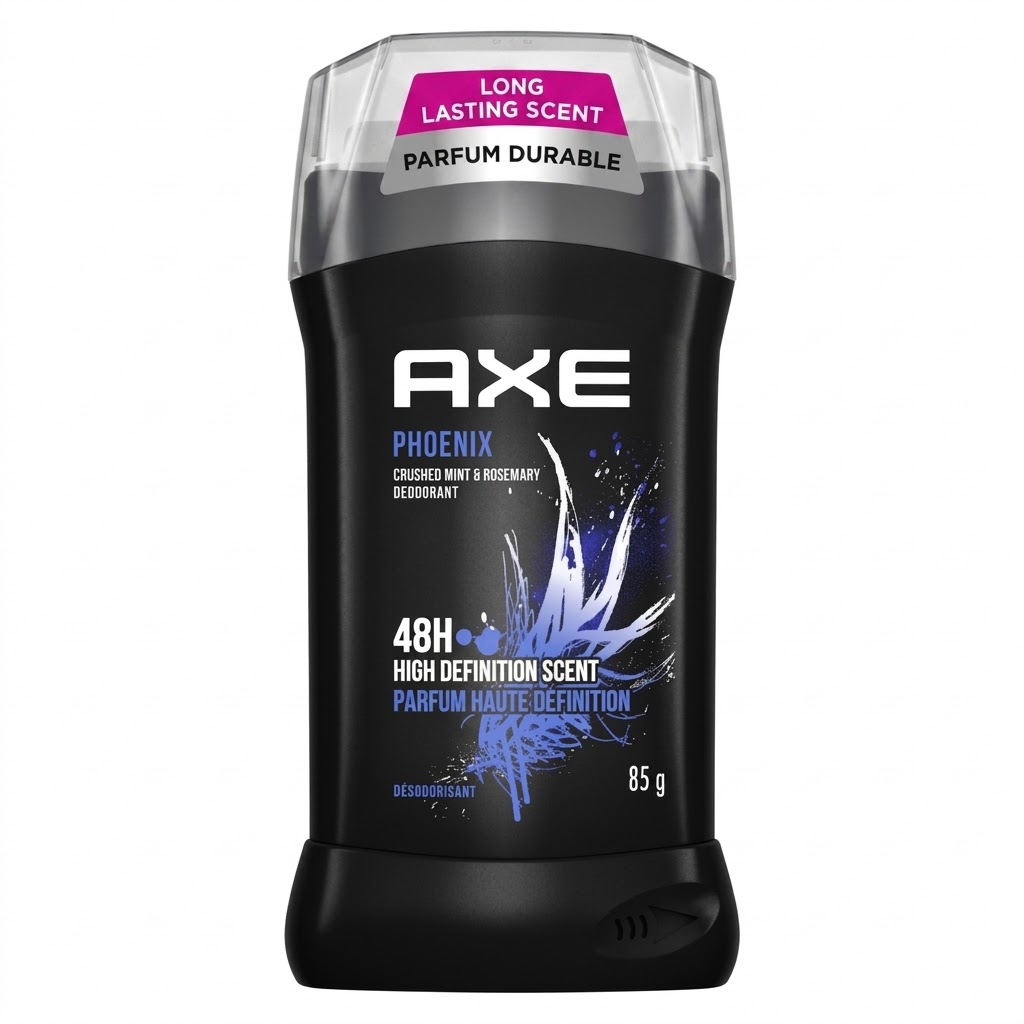 LONG
LASTING SCENT
PARFUM DURABLE
AXE
PHOENIX
CRUSHED MINT & ROSEMARY
DEDDORANT
48H
HIGH DEFINITION SCENT
PARFUM HAUTE DÉFINITION
DÉSODORISANT
85 g